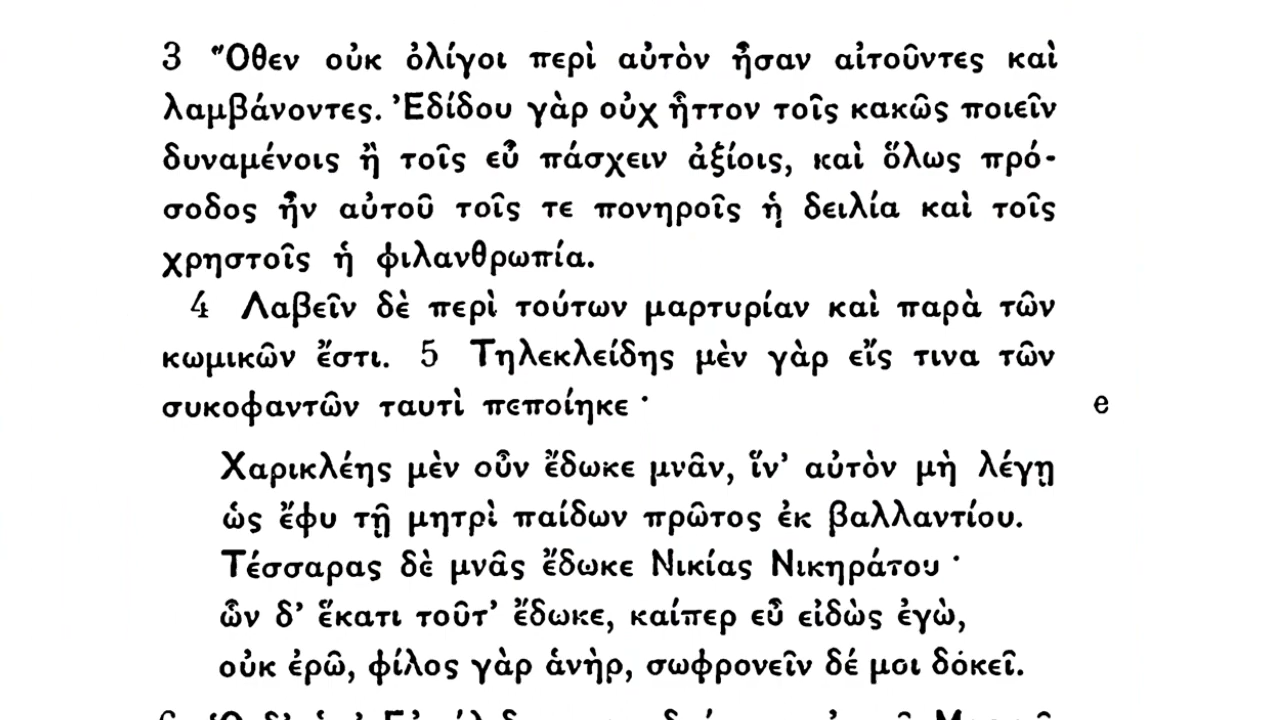 3 Ὅθεν οὐκ ὀλίγοι περὶ αὐτὸν ἦσαν αἰτοῦντες καὶ
λαμβάνοντες. Ἐδίδου γὰρ οὐχ ἧττον τοῖς κακῶς ποιεῖν
δυναμένοις ἢ τοῖς εὖ πάσχειν ἀξίοις, καὶ ὅλως πρό-
σοδος ἦν αὐτοῦ τοῖς τε πονηροῖς ἡ δειλία καὶ τοῖς
χρηστοῖς ἡ φιλανθρωπία.
4 Λαβεῖν δὲ περὶ τούτων μαρτυρίαν καὶ παρὰ τῶν
κωμικῶν ἔστι. 5 Τηλεκλείδης μὲν γὰρ εἴς τινα τῶν
συκοφαντῶν ταυτὶ πεποίηκε · e
Χαρικλέης μὲν οὖν ἔδωκε μνᾶν, ἵν’ αὐτὸν μὴ λέγῃ
ὡς ἔφυ τῇ μητρὶ παίδων πρῶτος ἐκ βαλλαντίου.
Τέσσαρας δὲ μνᾶς ἔδωκε Νικίας Νικηράτου ·
ὧν δ’ ἕκατι τοῦτ’ ἔδωκε, καίπερ εὖ εἰδὼς ἐγὼ,
οὐκ ἐρῶ, φίλος γὰρ ἁνὴρ, σωφρονεῖν δέ μοι δοκεῖ.